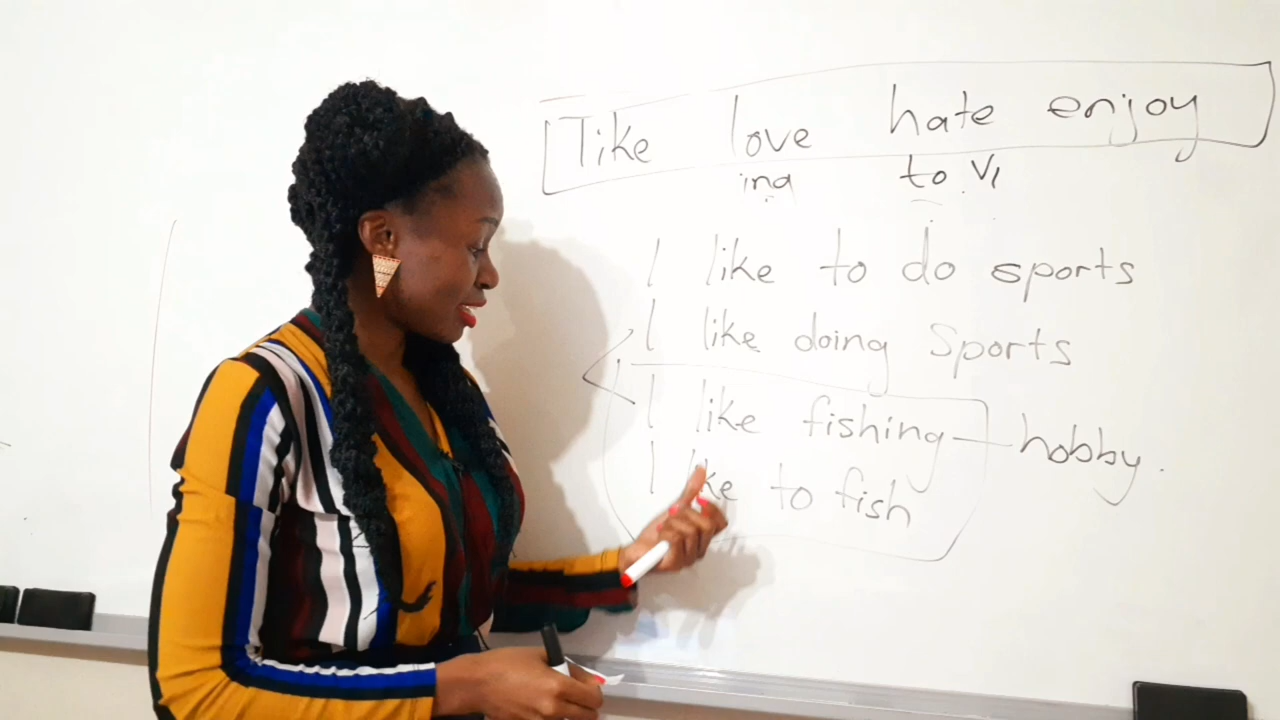 like love hate enjoy
ing to V1
I like to do sports
I like doing Sports
I like fishing — hobby.
I like to fish